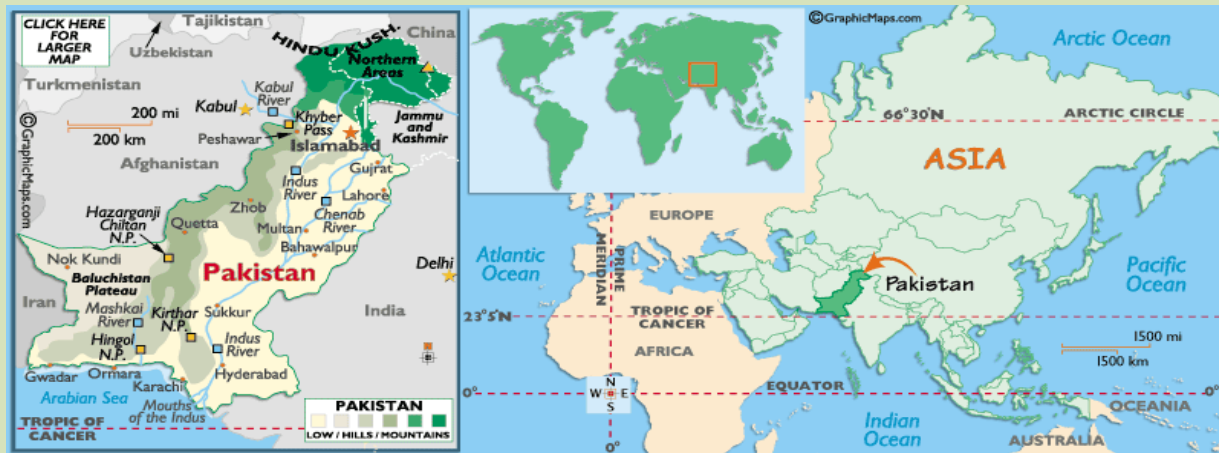 CLICK HERE
FOR
LARGER
MAP
Tajikistan
Uzbekistan
Turkmenistan
China
HINDU KUSH
Northern
Areas
Kabul
River
Kabul
200 mi
200 km
Khyber
Pass
Peshawar
Jammu
and
Kashmir
Islamabad
©GraphicMaps.com
Afghanistan
Indus
River
Gujrat
Lahore
Hazarganji
Chiltan
N.P.
Zhob
Quetta
Chenab
River
Multan
Bahawalpur
Nok Kundi
Pakistan
Delhi
Baluchistan
Plateau
Iran
Mashkai
River
Kirthar
N.P.
Sukkur
India
Hingol
N.P.
Indus
River
Gwadar
Ormara
Hyderabad
Karachi
Arabian Sea
Mouths
of the Indus
TROPIC OF
CANCER
PAKISTAN
LOW / HILLS / MOUNTAINS
©GraphicMaps.com
Arctic Ocean
66°30'N
ARCTIC CIRCLE
ASIA
EUROPE
Atlantic
Ocean
PRIME
MERIDIAN
Pakistan
Pacific
Ocean
23°5'N
TROPIC OF
CANCER
AFRICA
1500 mi
1500 km
N
W E
S
0°
EQUATOR
0°
Indian
Ocean
OCEANIA
AUSTRALIA